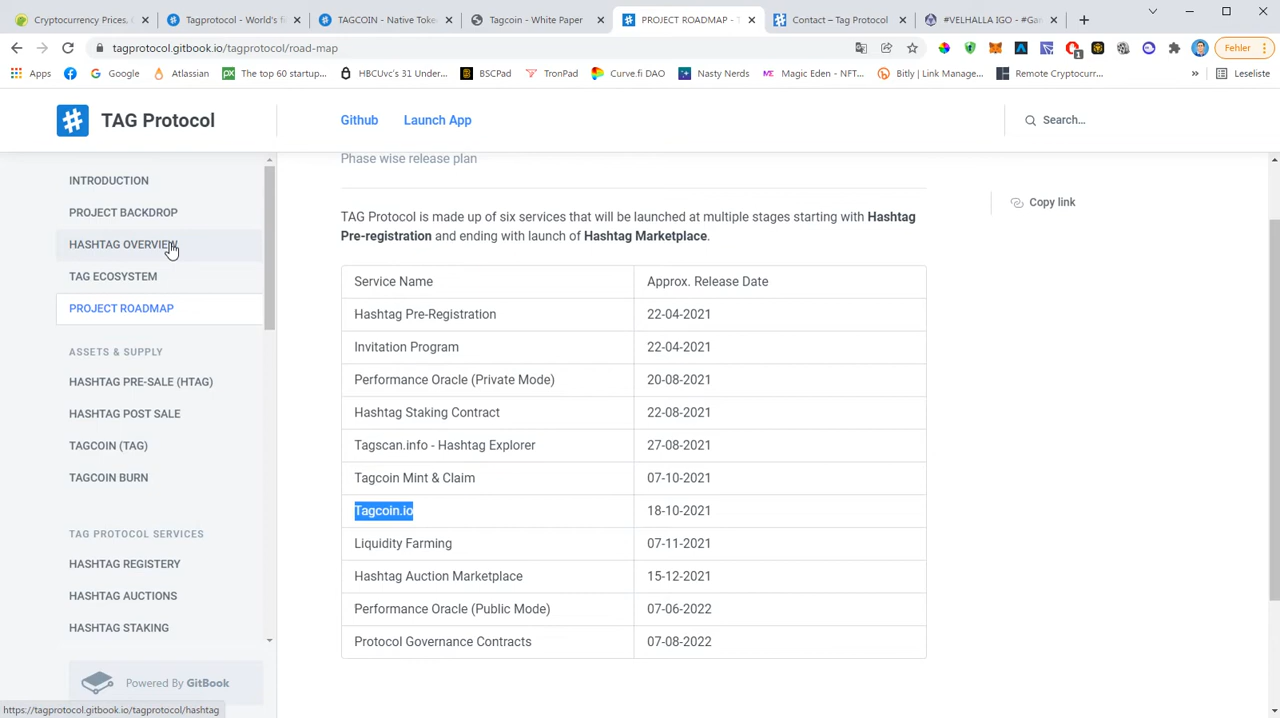 Cryptocurrency Prices, C
Tagprotocol - World's fi
TAGCOIN - Native Toke
Tagcoin - White Paper
PROJECT ROADMAP - T
Contact – Tag Protocol
#VELHALLA IGO - #Gam
tagprotocol.gitbook.io/tagprotocol/road-map
1
Fehler
Apps
Google
Atlassian
The top 60 startup...
HBCUvc's 31 Under...
BSCPad
TronPad
Curve.fi DAO
Nasty Nerds
Magic Eden - NFT...
Bitly | Link Manage...
Remote Cryptocurr...
»
Leseliste
TAG Protocol
Github
Launch App
Search...
Phase wise release plan
Copy link
INTRODUCTION
PROJECT BACKDROP
HASHTAG OVERVIEW
TAG ECOSYSTEM
PROJECT ROADMAP
ASSETS & SUPPLY
HASHTAG PRE-SALE (HTAG)
HASHTAG POST SALE
TAGCOIN (TAG)
TAGCOIN BURN
TAG PROTOCOL SERVICES
HASHTAG REGISTERY
HASHTAG AUCTIONS
HASHTAG STAKING
Powered By GitBook
TAG Protocol is made up of six services that will be launched at multiple stages starting with Hashtag
Pre-registration and ending with launch of Hashtag Marketplace.
Service Name Approx. Release Date
Hashtag Pre-Registration 22-04-2021
Invitation Program 22-04-2021
Performance Oracle (Private Mode) 20-08-2021
Hashtag Staking Contract 22-08-2021
Tagscan.info - Hashtag Explorer 27-08-2021
Tagcoin Mint & Claim 07-10-2021
Tagcoin.io 18-10-2021
Liquidity Farming 07-11-2021
Hashtag Auction Marketplace 15-12-2021
Performance Oracle (Public Mode) 07-06-2022
Protocol Governance Contracts 07-08-2022
https://tagprotocol.gitbook.io/tagprotocol/hashtag